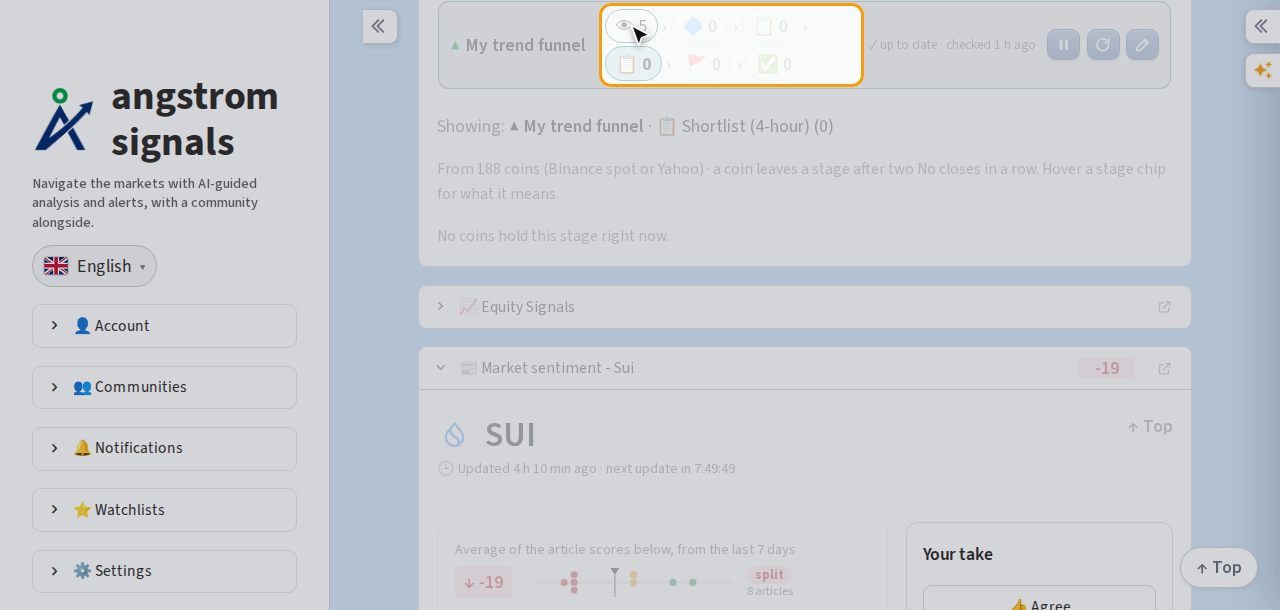 angstrom
signals
Navigate the markets with AI-guided
analysis and alerts, with a community
alongside.
English ▾
👤 Account
👥 Communities
🔔 Notifications
⭐ Watchlists
⚙️ Settings
▲ My trend funnel
👁 5 › 🔷 0 › 📋 0 ›
📋 0 › 🚩 0 › ✅ 0
✓ up to date · checked 1 h ago
Showing: ▲ My trend funnel · 📋 Shortlist (4-hour) (0)
From 188 coins (Binance spot or Yahoo) · a coin leaves a stage after two No closes in a row. Hover a stage chip
for what it means.
No coins hold this stage right now.
📈 Equity Signals
📰 Market sentiment - Sui -19
SUI
↑ Top
🕒 Updated 4 h 10 min ago · next update in 7:49:49
Average of the article scores below, from the last 7 days
↓ -19
split
8 articles
Your take
👍 Agree
↑ Top